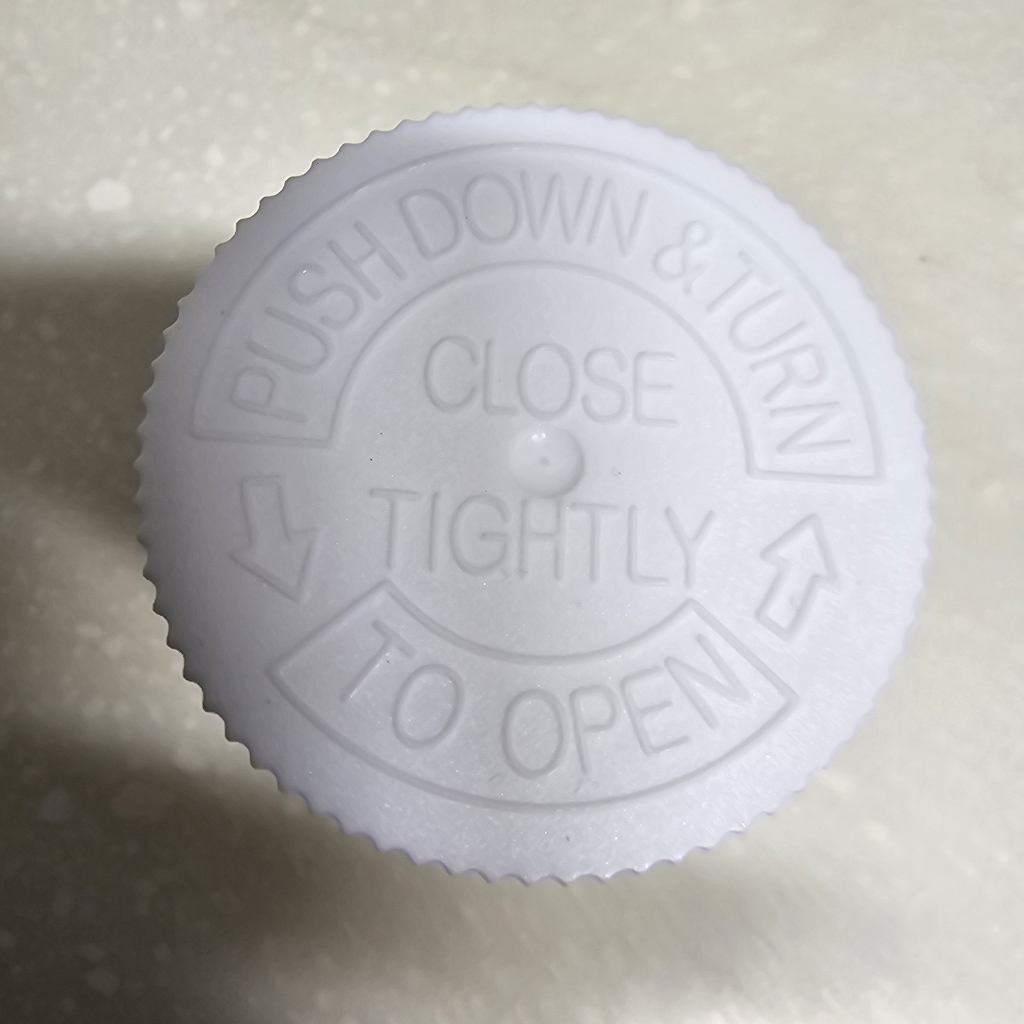 PUSH DOWN & TURN
CLOSE
TIGHTLY
TO OPEN